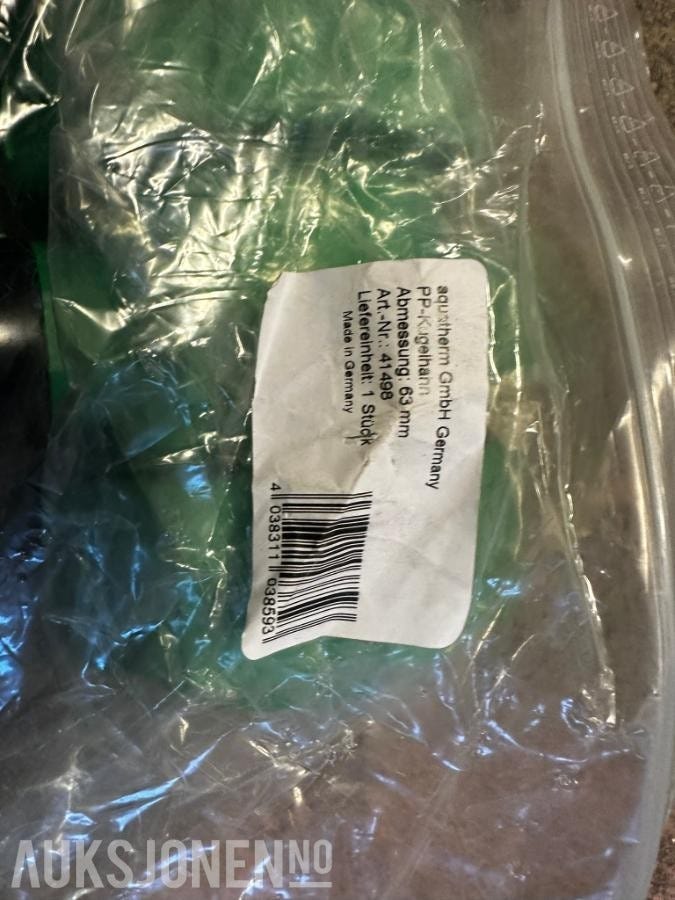 aquatherm GmbH Germany
PP-Kugelhahn
Abmessung: 63 mm
Art.-Nr.: 41498
Liefereinheit: 1 Stück
Made in Germany
4 038311 038593
AUKSJONEN.NO